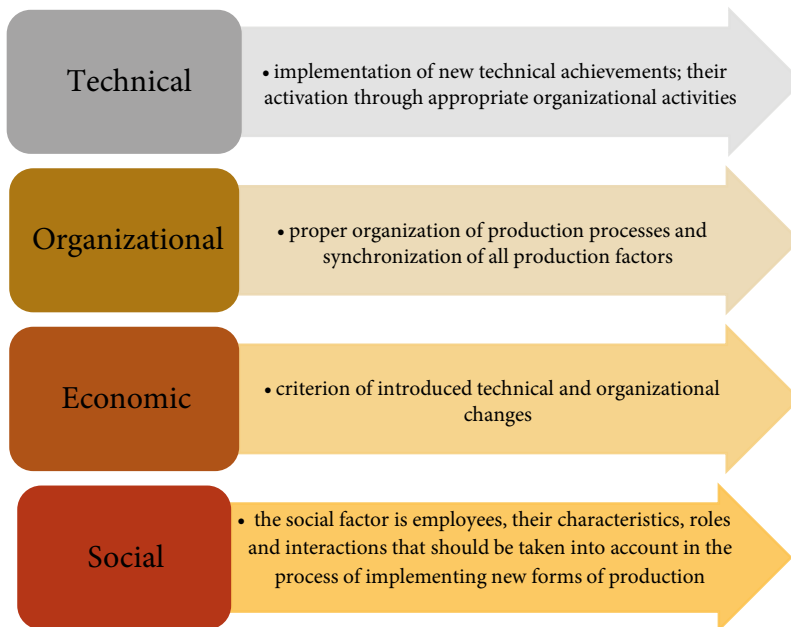 Technical
• implementation of new technical achievements; their
activation through appropriate organizational activities
Organizational
• proper organization of production processes and
synchronization of all production factors
Economic
• criterion of introduced technical and organizational
changes
Social
• the social factor is employees, their characteristics, roles
and interactions that should be taken into account in the
process of implementing new forms of production